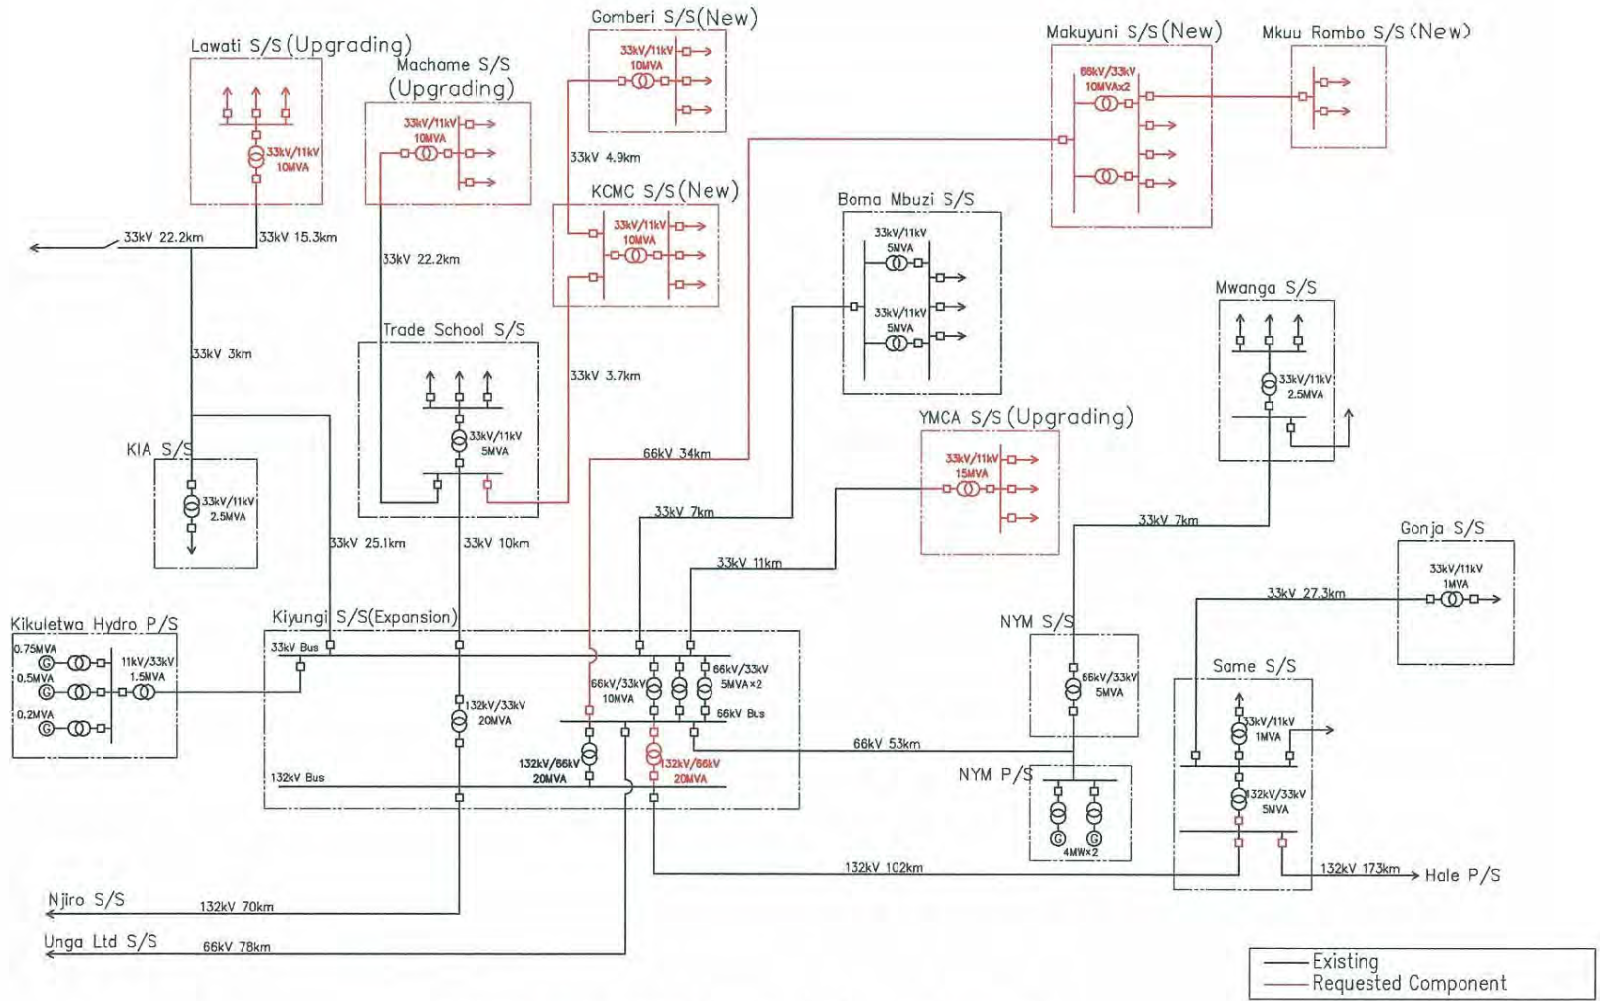 Gomberi S/S(New)
33kV/11kV
10MVA
Lawati S/S(Upgrading)
33kV/11kV
10MVA
Machame S/S
(Upgrading)
33kV/11kV
10MVA
Makuyuni S/S(New)
66kV/33kV
10MVA×2
Mkuu Rombo S/S(New)
33kV 4.9km
KCMC S/S(New)
33kV/11kV
10MVA
Boma Mbuzi S/S
33kV/11kV
5MVA
33kV/11kV
5MVA
33kV 22.2km
33kV 15.3km
33kV 22.2km
Mwanga S/S
33kV/11kV
2.5MVA
Trade School S/S
33kV/11kV
5MVA
33kV 3km
33kV 3.7km
YMCA S/S(Upgrading)
33kV/11kV
15MVA
KIA S/S
33kV/11kV
2.5MVA
66kV 34km
33kV 7km
33kV 7km
33kV 25.1km
33kV 10km
33kV 11km
Gonja S/S
33kV/11kV
1MVA
33kV 27.3km
Kikuletwa Hydro P/S
0.75MVA
G
0.5MVA
G
0.2MVA
G
11kV/33kV
1.5MVA
Kiyungi S/S(Expansion)
33kV Bus
66kV/33kV
10MVA
66kV/33kV
5MVA×2
132kV/33kV
20MVA
66kV Bus
132kV/66kV
20MVA
132kV/66kV
20MVA
132kV Bus
NYM S/S
66kV/33kV
5MVA
66kV 53km
NYM P/S
G
G
4MW×2
Same S/S
33kV/11kV
1MVA
132kV/33kV
5MVA
132kV 102km
132kV 173km
Hale P/S
Njiro S/S
132kV 70km
Unga Ltd S/S
66kV 78km
Existing
Requested Component